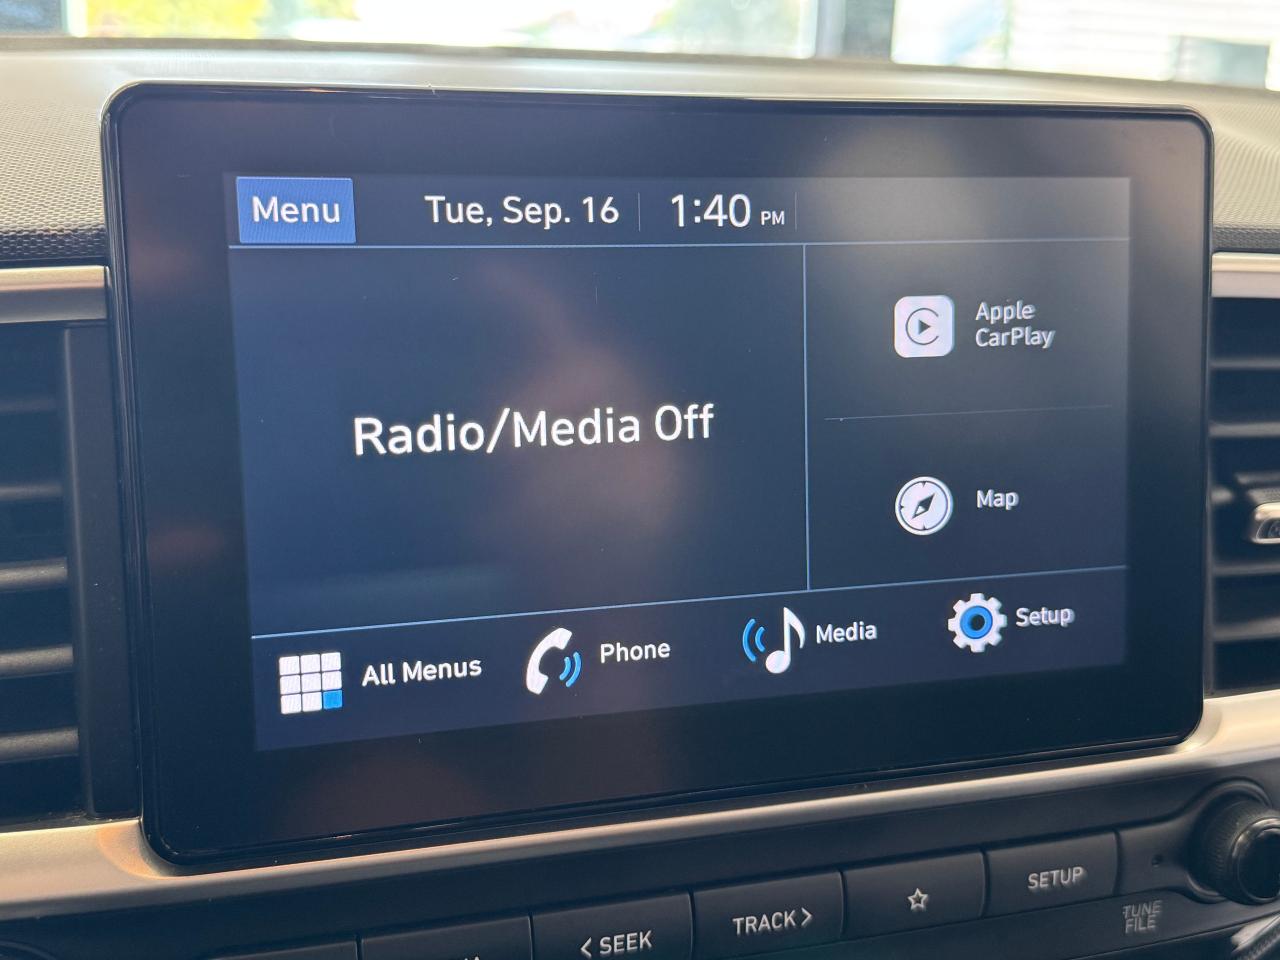 Menu
Tue, Sep. 16
1:40 PM
Apple
CarPlay
Radio/Media Off
Map
All Menus
Phone
Media
Setup
< SEEK
TRACK >
SETUP
TUNE
FILE